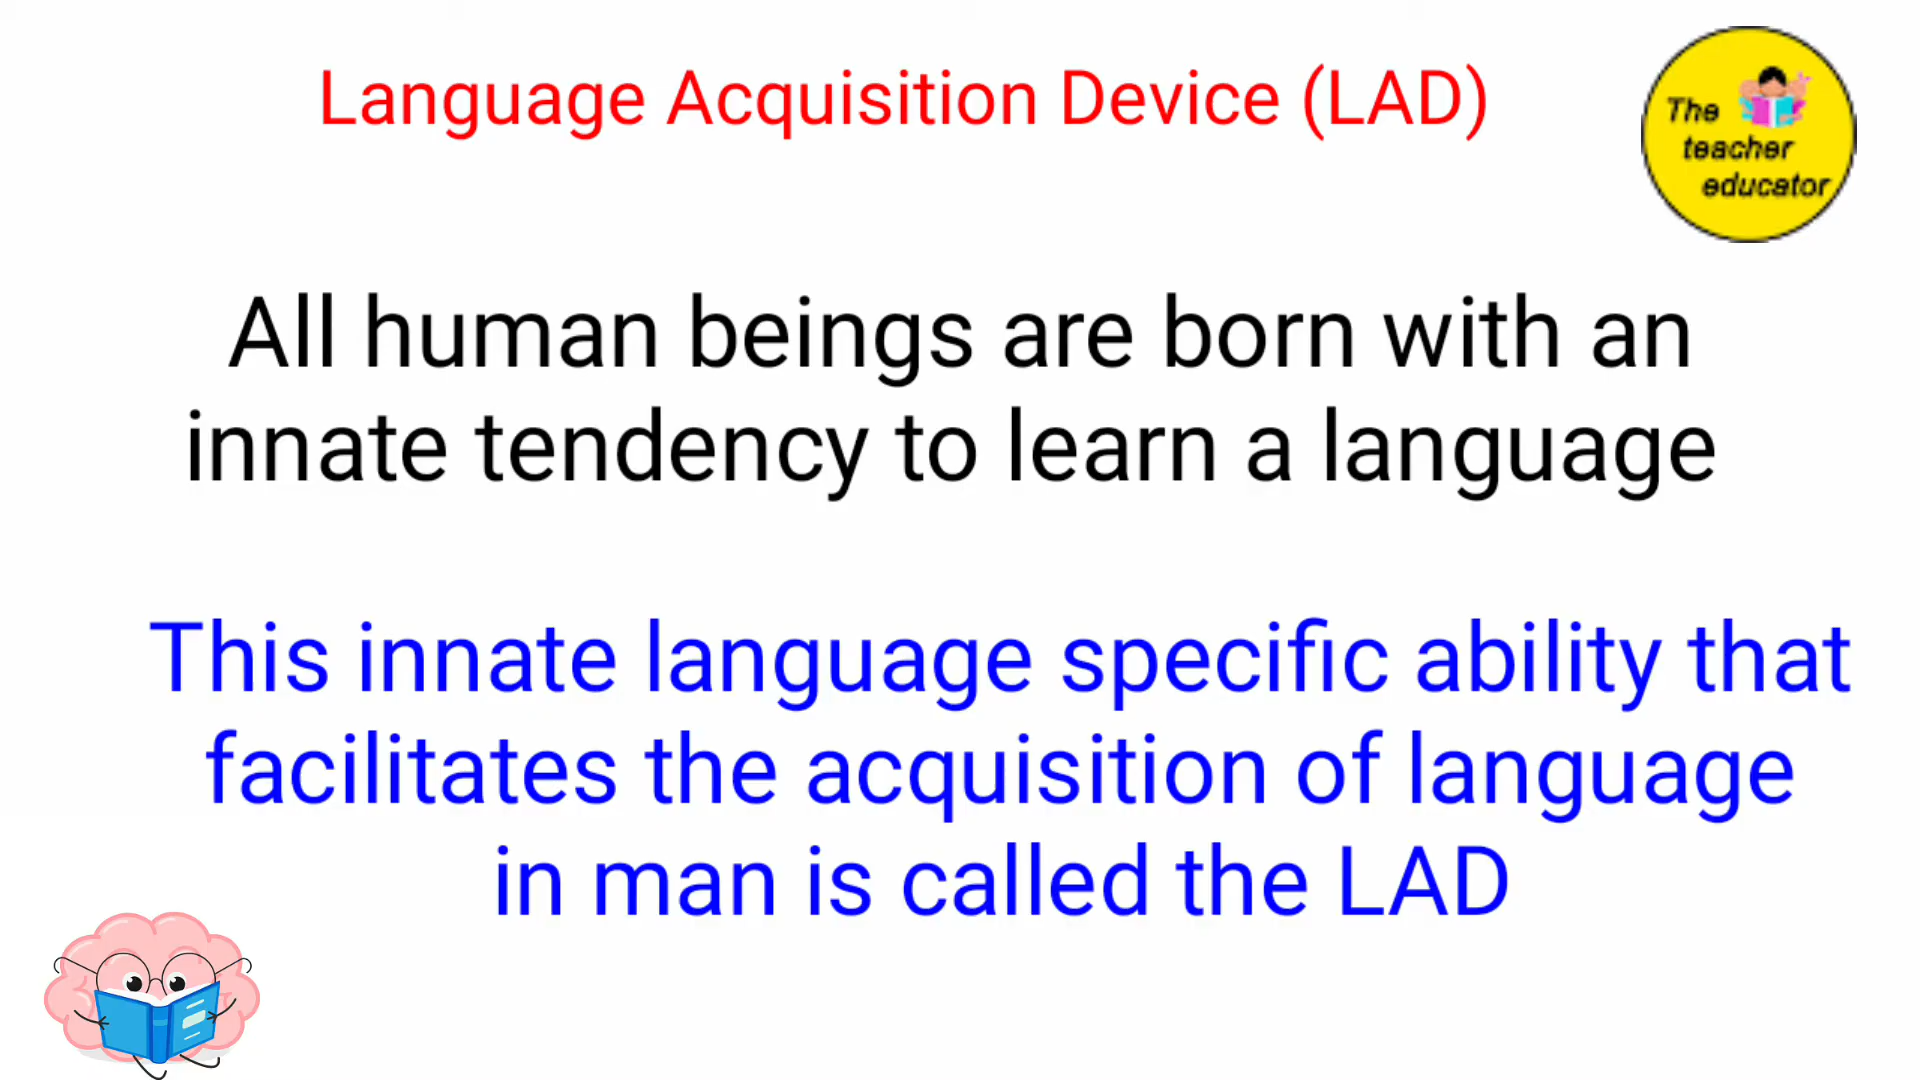 Language Acquisition Device (LAD)
The
teacher
educator
All human beings are born with an
innate tendency to learn a language
This innate language specific ability that
facilitates the acquisition of language
in man is called the LAD